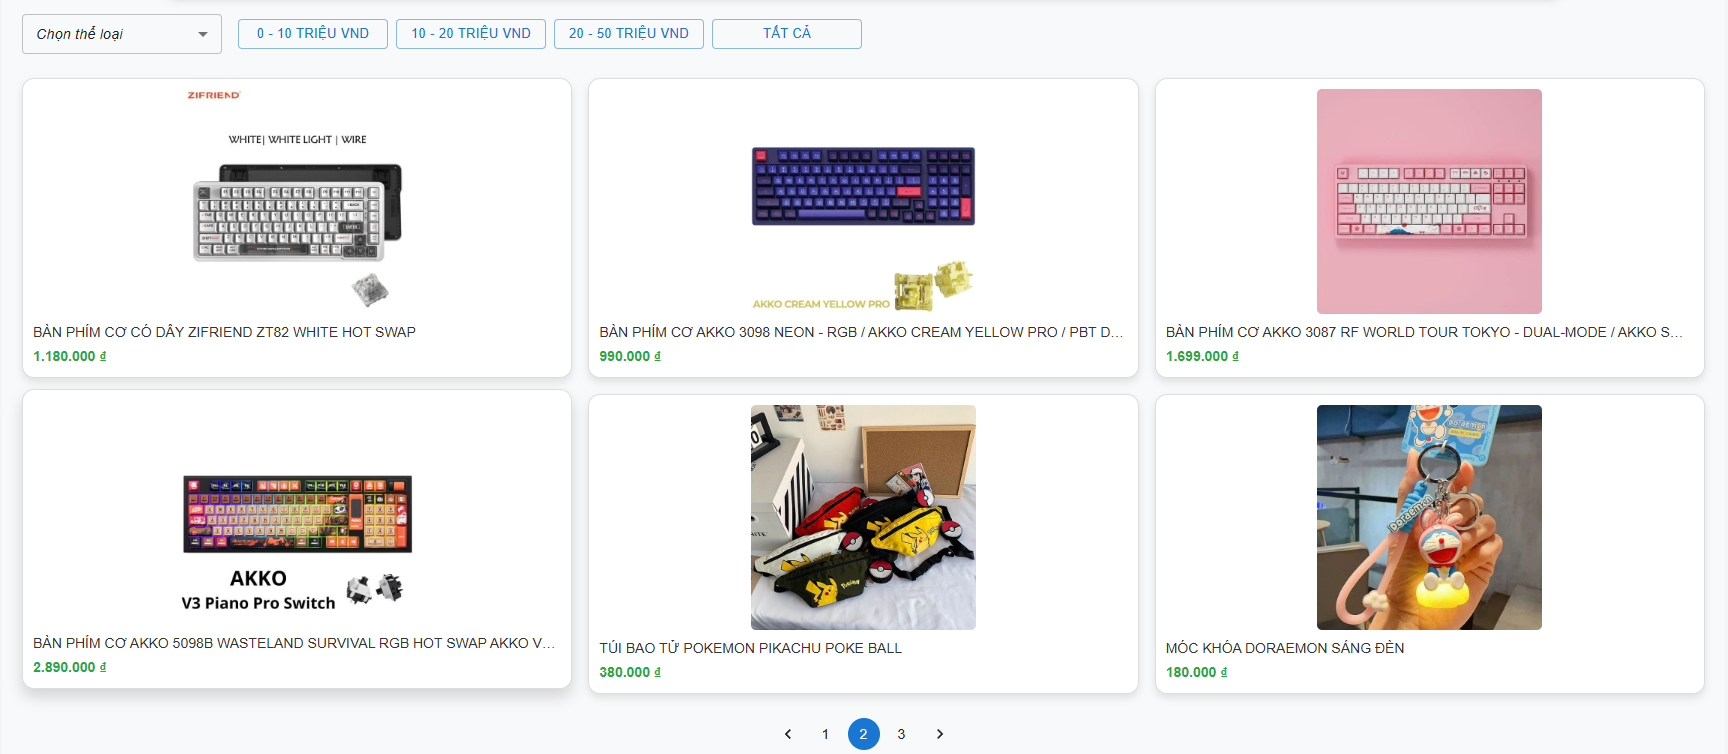 Chọn thể loại
0 - 10 TRIỆU VND
10 - 20 TRIỆU VND
20 - 50 TRIỆU VND
TẤT CẢ
ZIFRIEND
WHITE| WHITE LIGHT | WIRE
BÀN PHÍM CƠ CÓ DÂY ZIFRIEND ZT82 WHITE HOT SWAP
1.180.000 ₫
AKKO CREAM YELLOW PRO
BÀN PHÍM CƠ AKKO 3098 NEON - RGB / AKKO CREAM YELLOW PRO / PBT D...
990.000 ₫
BÀN PHÍM CƠ AKKO 3087 RF WORLD TOUR TOKYO - DUAL-MODE / AKKO S...
1.699.000 ₫
AKKO
V3 Piano Pro Switch
BÀN PHÍM CƠ AKKO 5098B WASTELAND SURVIVAL RGB HOT SWAP AKKO V...
2.890.000 ₫
Pokémon
TÚI BAO TỬ POKEMON PIKACHU POKE BALL
380.000 ₫
Doraemon
Doraemon
MÓC KHÓA DORAEMON SÁNG ĐÈN
180.000 ₫
1
2
3